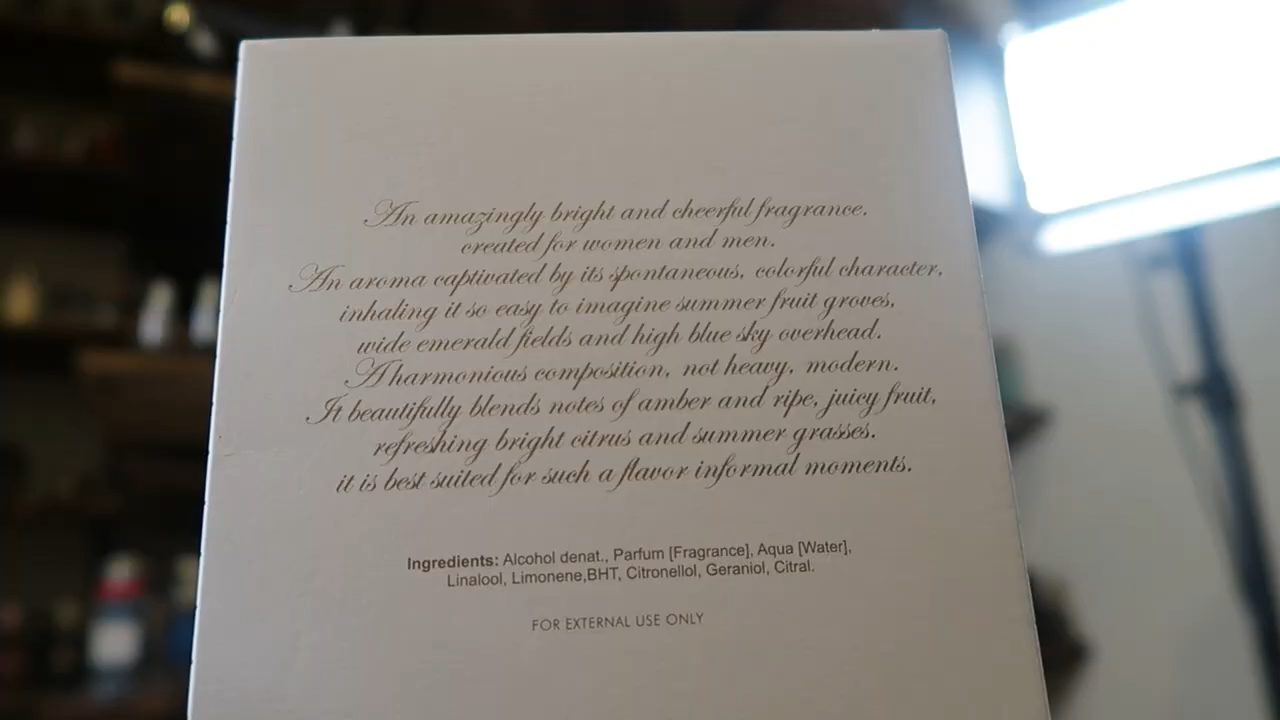 An amazingly bright and cheerful fragrance.
created for women and men.
An aroma captivated by its spontaneous, colorful character,
inhaling it so easy to imagine summer fruit groves,
wide emerald fields and high blue sky overhead.
A harmonious composition, not heavy, modern.
It beautifully blends notes of amber and ripe, juicy fruit,
refreshing bright citrus and summer grasses.
it is best suited for such a flavor informal moments.
Ingredients: Alcohol denat., Parfum [Fragrance], Aqua [Water],
Linalool, Limonene,BHT, Citronellol, Geraniol, Citral.
FOR EXTERNAL USE ONLY